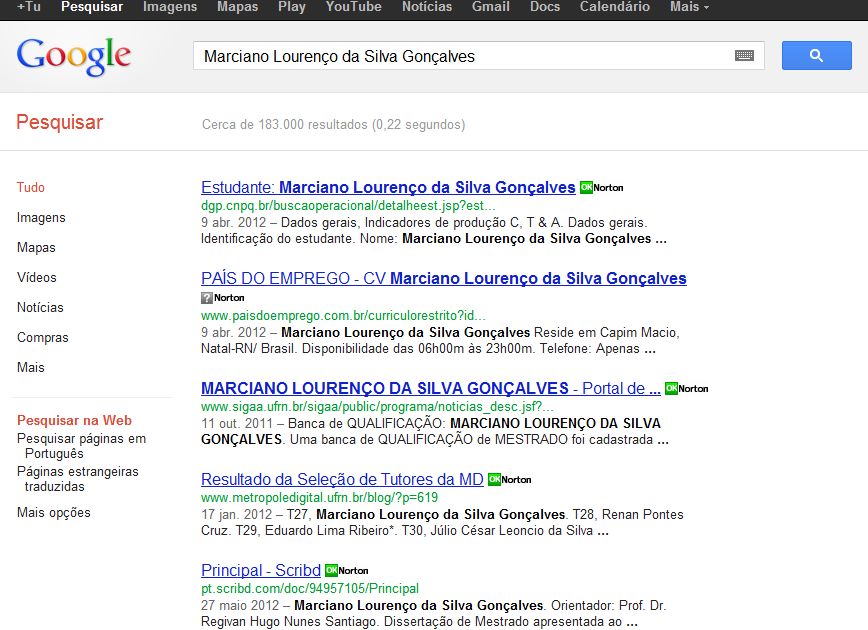 +Tu Pesquisar Imagens Mapas Play YouTube Notícias Gmail Docs Calendário Mais
Google
Marciano Lourenço da Silva Gonçalves
Pesquisar
Cerca de 183.000 resultados (0,22 segundos)
Tudo
Imagens
Mapas
Vídeos
Notícias
Compras
Mais
Pesquisar na Web
Pesquisar páginas em
Português
Páginas estrangeiras
traduzidas
Mais opções
Estudante: Marciano Lourenço da Silva Gonçalves OK Norton
dgp.cnpq.br/buscaoperacional/detalheest.jsp?est...
9 abr. 2012 – Dados gerais, Indicadores de produção C, T & A. Dados gerais.
Identificação do estudante. Nome: Marciano Lourenço da Silva Gonçalves ...
PAÍS DO EMPREGO - CV Marciano Lourenço da Silva Gonçalves
? Norton
www.paisdoemprego.com.br/curriculorestrito?id...
9 abr. 2012 – Marciano Lourenço da Silva Gonçalves Reside em Capim Macio,
Natal-RN/ Brasil. Disponibilidade das 06h00m às 23h00m. Telefone: Apenas ...
MARCIANO LOURENÇO DA SILVA GONÇALVES - Portal de ... OK Norton
www.sigaa.ufrn.br/sigaa/public/programa/noticias_desc.jsf?...
11 out. 2011 – Banca de QUALIFICAÇÃO: MARCIANO LOURENÇO DA SILVA
GONÇALVES. Uma banca de QUALIFICAÇÃO de MESTRADO foi cadastrada ...
Resultado da Seleção de Tutores da MD OK Norton
www.metropoledigital.ufrn.br/blog/?p=619
17 jan. 2012 – T27, Marciano Lourenço da Silva Gonçalves. T28, Renan Pontes
Cruz. T29, Eduardo Lima Ribeiro*. T30, Júlio César Leoncio da Silva ...
Principal - Scribd OK Norton
pt.scribd.com/doc/94957105/Principal
27 maio 2012 – Marciano Lourenço da Silva Gonçalves. Orientador: Prof. Dr.
Regivan Hugo Nunes Santiago. Dissertação de Mestrado apresentada ao ...